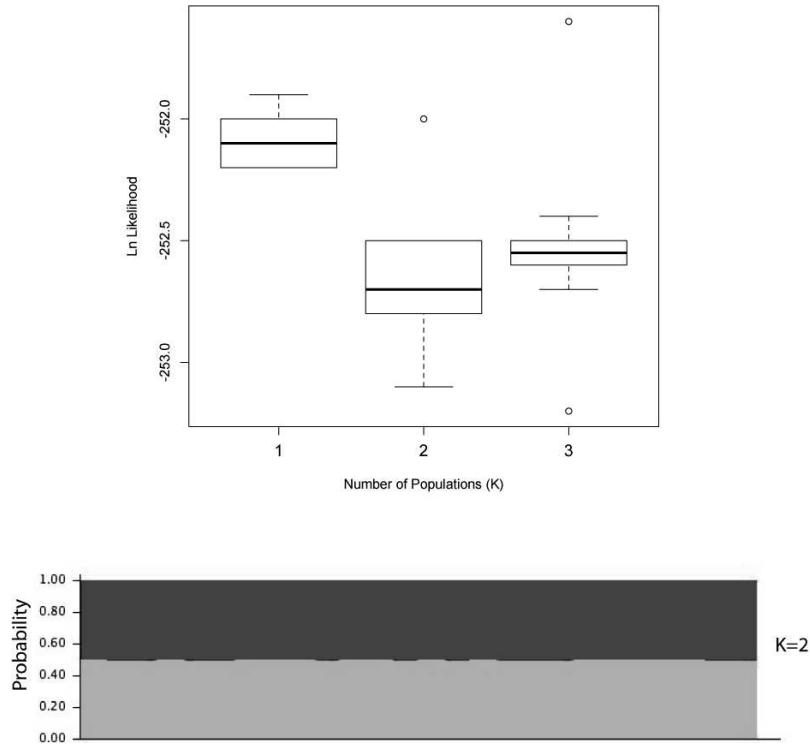 -252.0
-252.5
-253.0
Ln Likelihood
1 2 3
Number of Populations (K)
1.00
0.80
0.60
0.40
0.20
0.00
Probability
K=2